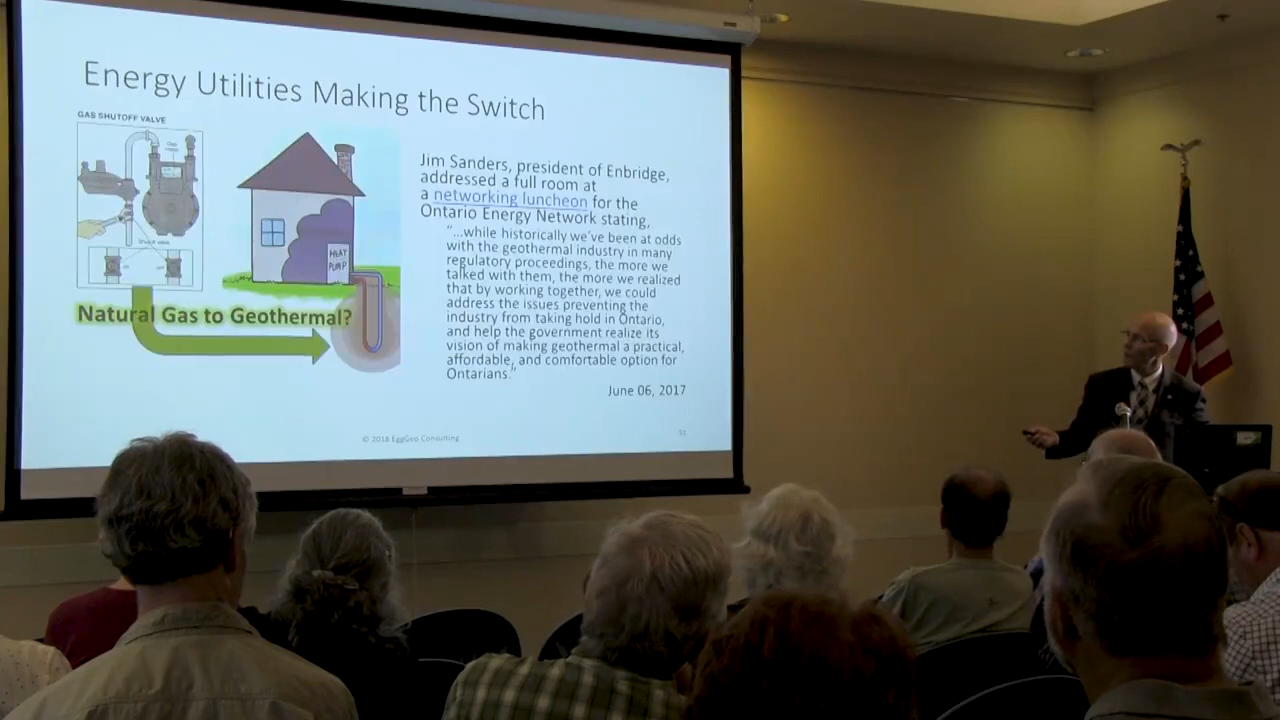 Energy Utilities Making the Switch
GAS SHUTOFF VALVE
Gas
HEAT
PUMP
Natural Gas to Geothermal?
Jim Sanders, president of Enbridge,
addressed a full room at
a networking luncheon for the
Ontario Energy Network stating,
"...while historically we've been at odds
with the geothermal industry in many
regulatory proceedings, the more we
talked with them, the more we realized
that by working together, we could
address the issues preventing the
industry from taking hold in Ontario,
and help the government realize its
vision of making geothermal a practical,
affordable, and comfortable option for
Ontarians."
June 06, 2017
© 2018 EggGeo Consulting